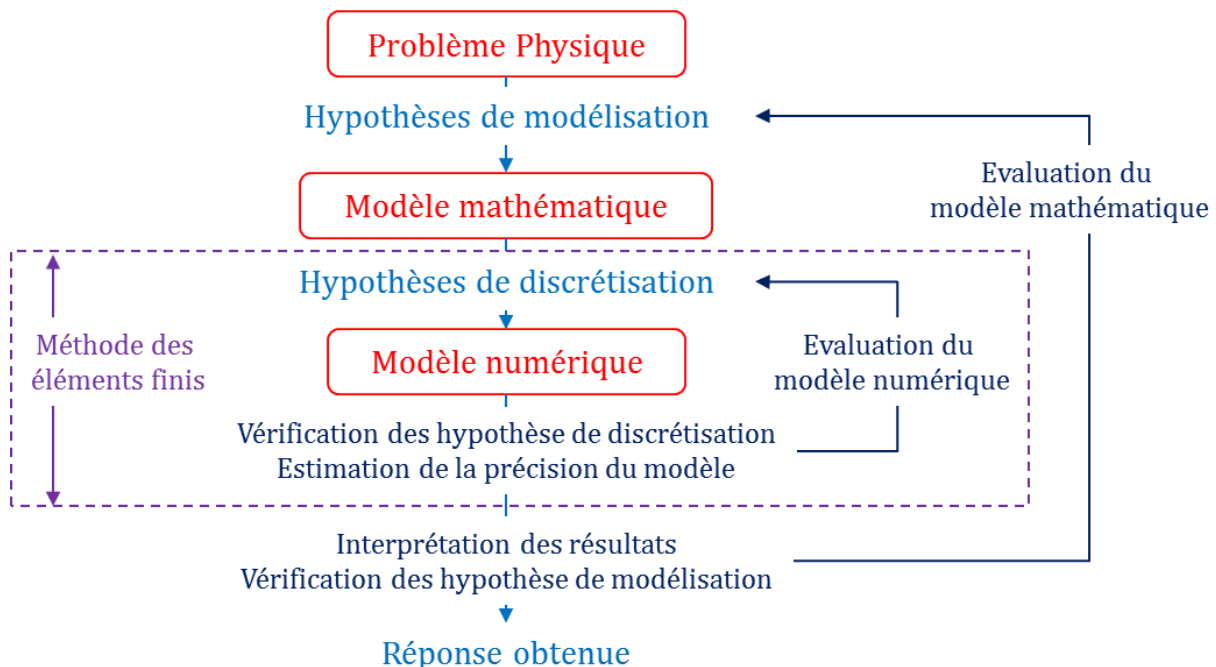 Problème Physique
Hypothèses de modélisation
Evaluation du
modèle mathématique
Modèle mathématique
Hypothèses de discrétisation
Méthode des
éléments finis
Modèle numérique
Evaluation du
modèle numérique
Vérification des hypothèse de discrétisation
Estimation de la précision du modèle
Interprétation des résultats
Vérification des hypothèse de modélisation
Réponse obtenue